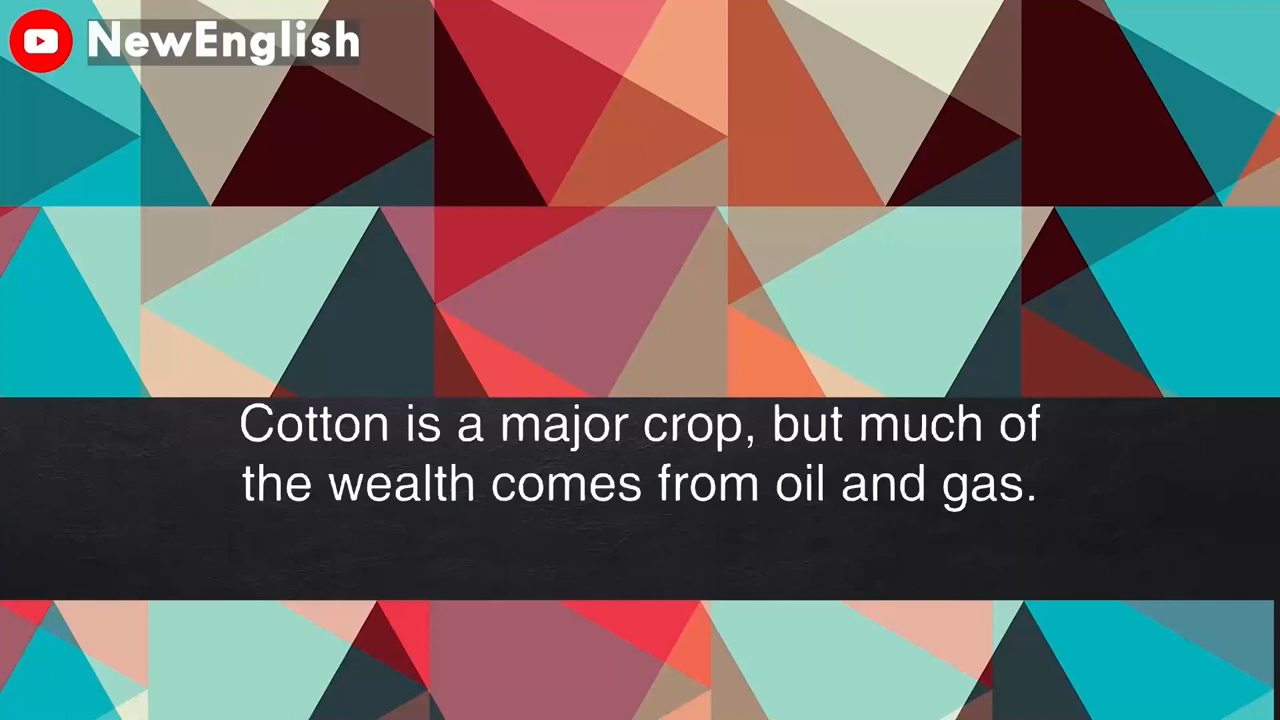 NewEnglish
Cotton is a major crop, but much of
the wealth comes from oil and gas.